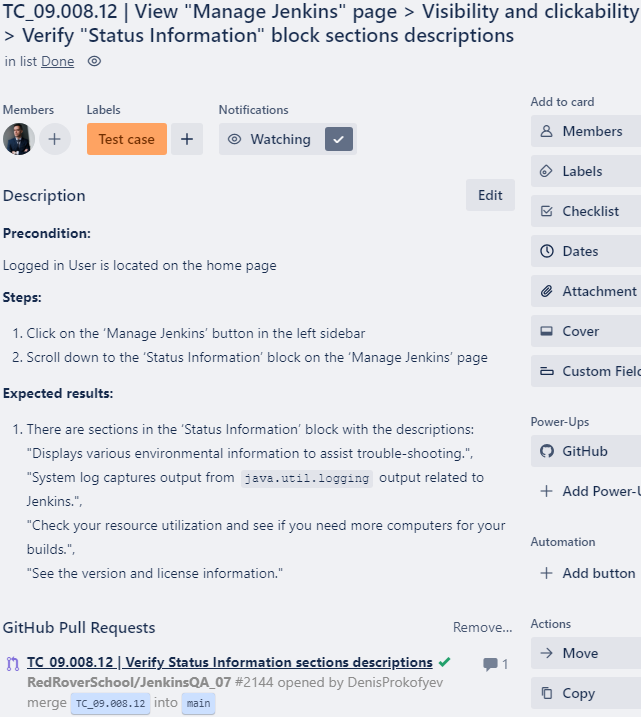 TC_09.008.12 | View "Manage Jenkins" page > Visibility and clickability
> Verify "Status Information" block sections descriptions
in list Done
Members
Labels
Notifications
Test case
Watching
Description
Edit
Precondition:
Logged in User is located on the home page
Steps:
1. Click on the ‘Manage Jenkins’ button in the left sidebar
2. Scroll down to the ‘Status Information’ block on the ‘Manage Jenkins’ page
Expected results:
1. There are sections in the ‘Status Information’ block with the descriptions:
"Displays various environmental information to assist trouble-shooting.",
"System log captures output from java.util.logging output related to
Jenkins.",
"Check your resource utilization and see if you need more computers for your
builds.",
"See the version and license information."
GitHub Pull Requests
Remove...
TC_09.008.12 | Verify Status Information sections descriptions
1
RedRoverSchool/JenkinsQA_07 #2144 opened by DenisProkofyev
merge TC_09.008.12 into main
Add to card
Members
Labels
Checklist
Dates
Attachment
Cover
Custom Field
Power-Ups
GitHub
+ Add Power-U
Automation
+ Add button
Actions
Move
Copy